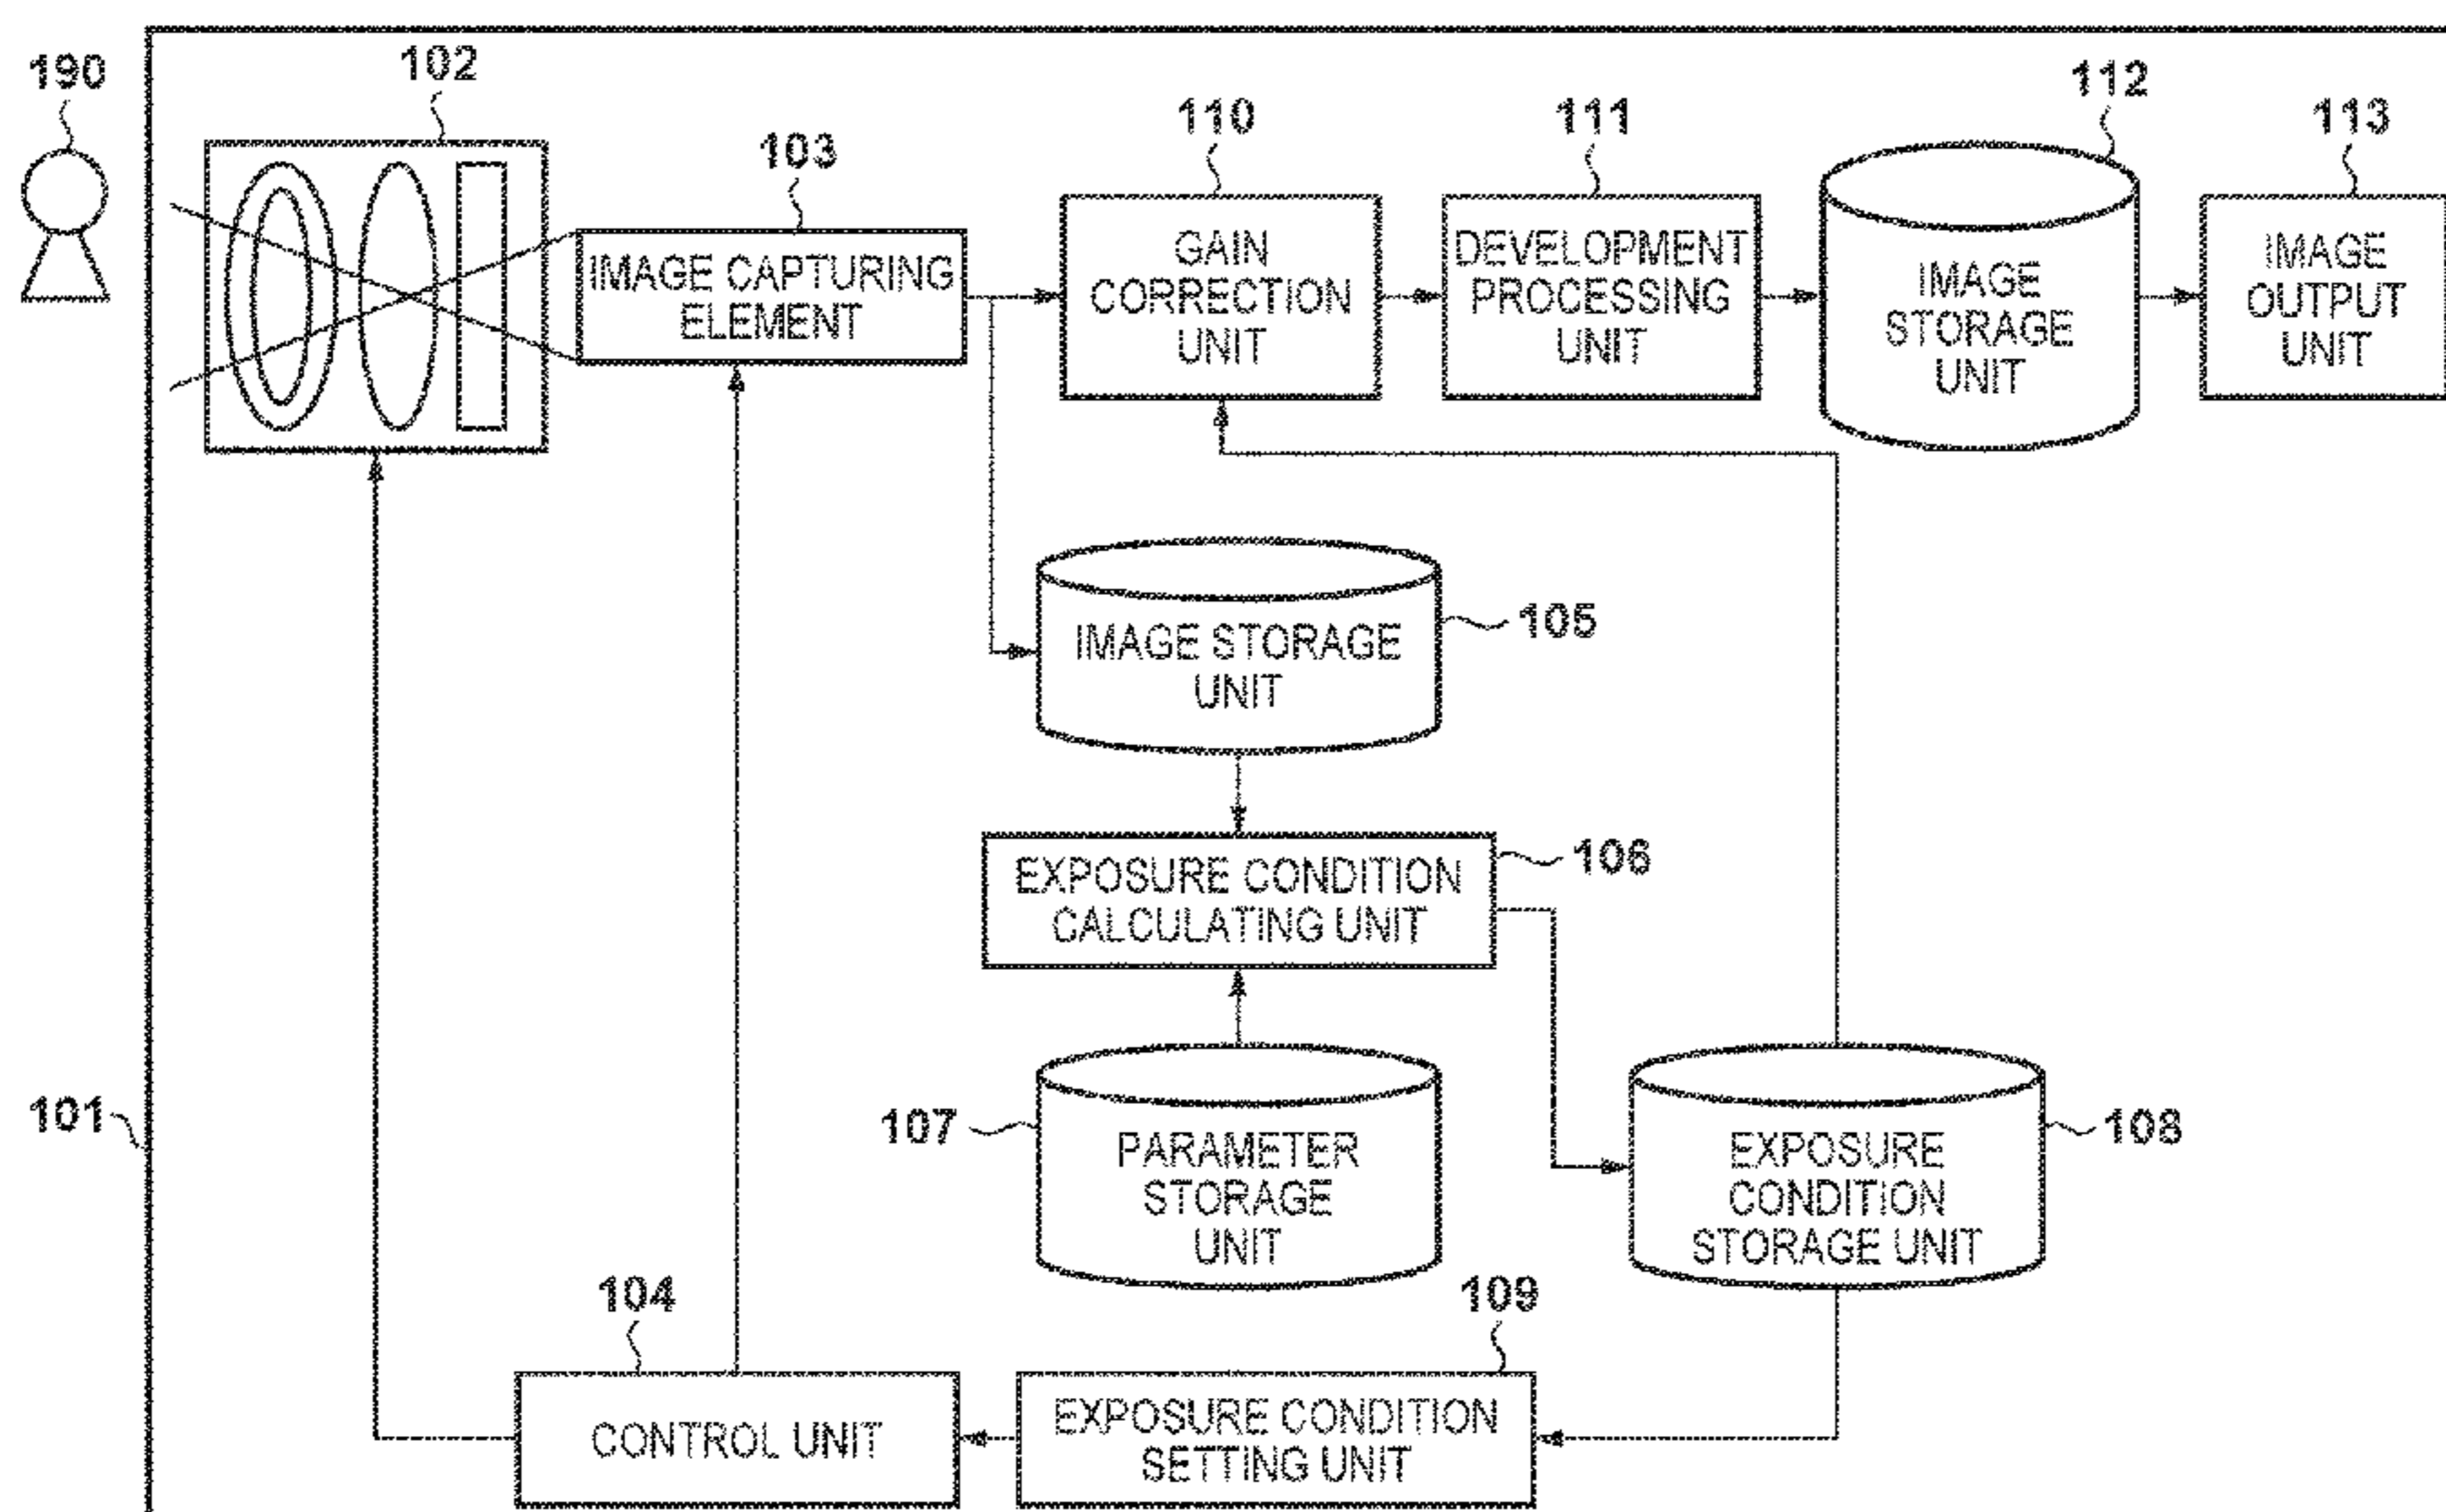 190
102
103
110
111
112
113
IMAGE CAPTURING
ELEMENT
GAIN
CORRECTION
UNIT
DEVELOPMENT
PROCESSING
UNIT
IMAGE
STORAGE
UNIT
IMAGE
OUTPUT
UNIT
IMAGE STORAGE
UNIT
105
EXPOSURE CONDITION
CALCULATING UNIT
106
101
107
PARAMETER
STORAGE
UNIT
EXPOSURE
CONDITION
STORAGE UNIT
108
104
CONTROL UNIT
109
EXPOSURE CONDITION
SETTING UNIT